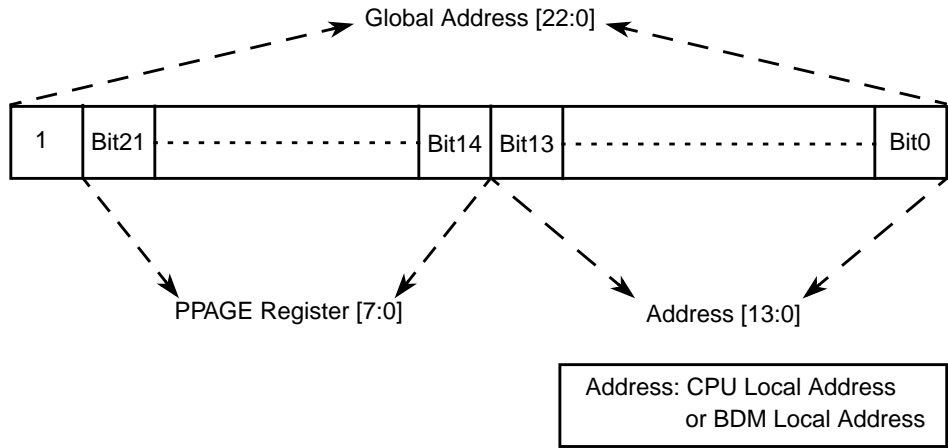 Global Address [22:0]
1 Bit21 Bit14 Bit13 Bit0
PPAGE Register [7:0]
Address [13:0]
Address: CPU Local Address
or BDM Local Address